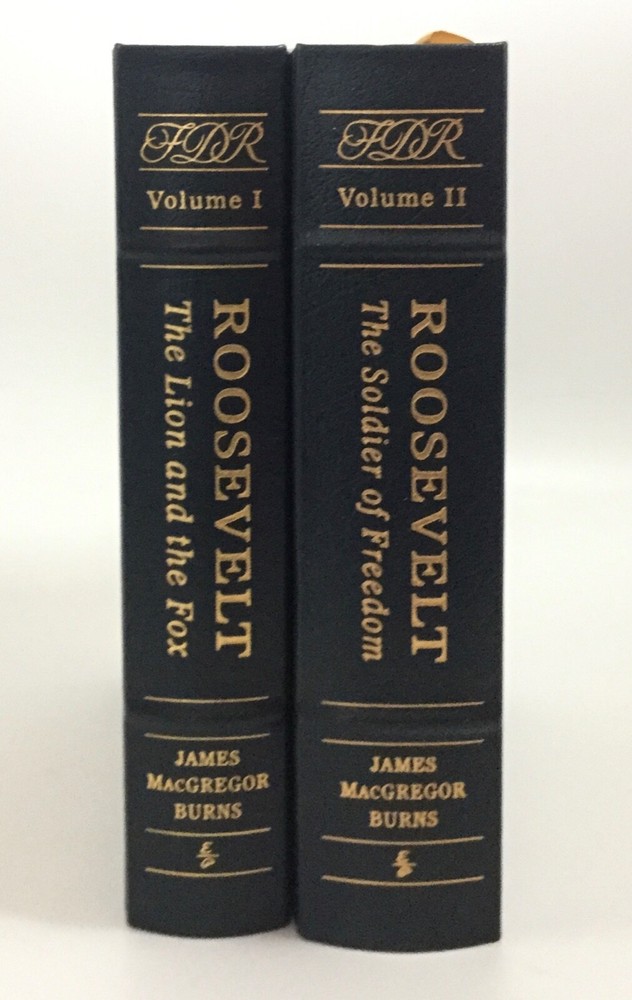 FDR
Volume I
ROOSEVELT
The Lion and the Fox
JAMES
MACGREGOR
BURNS
FDR
Volume II
ROOSEVELT
The Soldier of Freedom
JAMES
MACGREGOR
BURNS